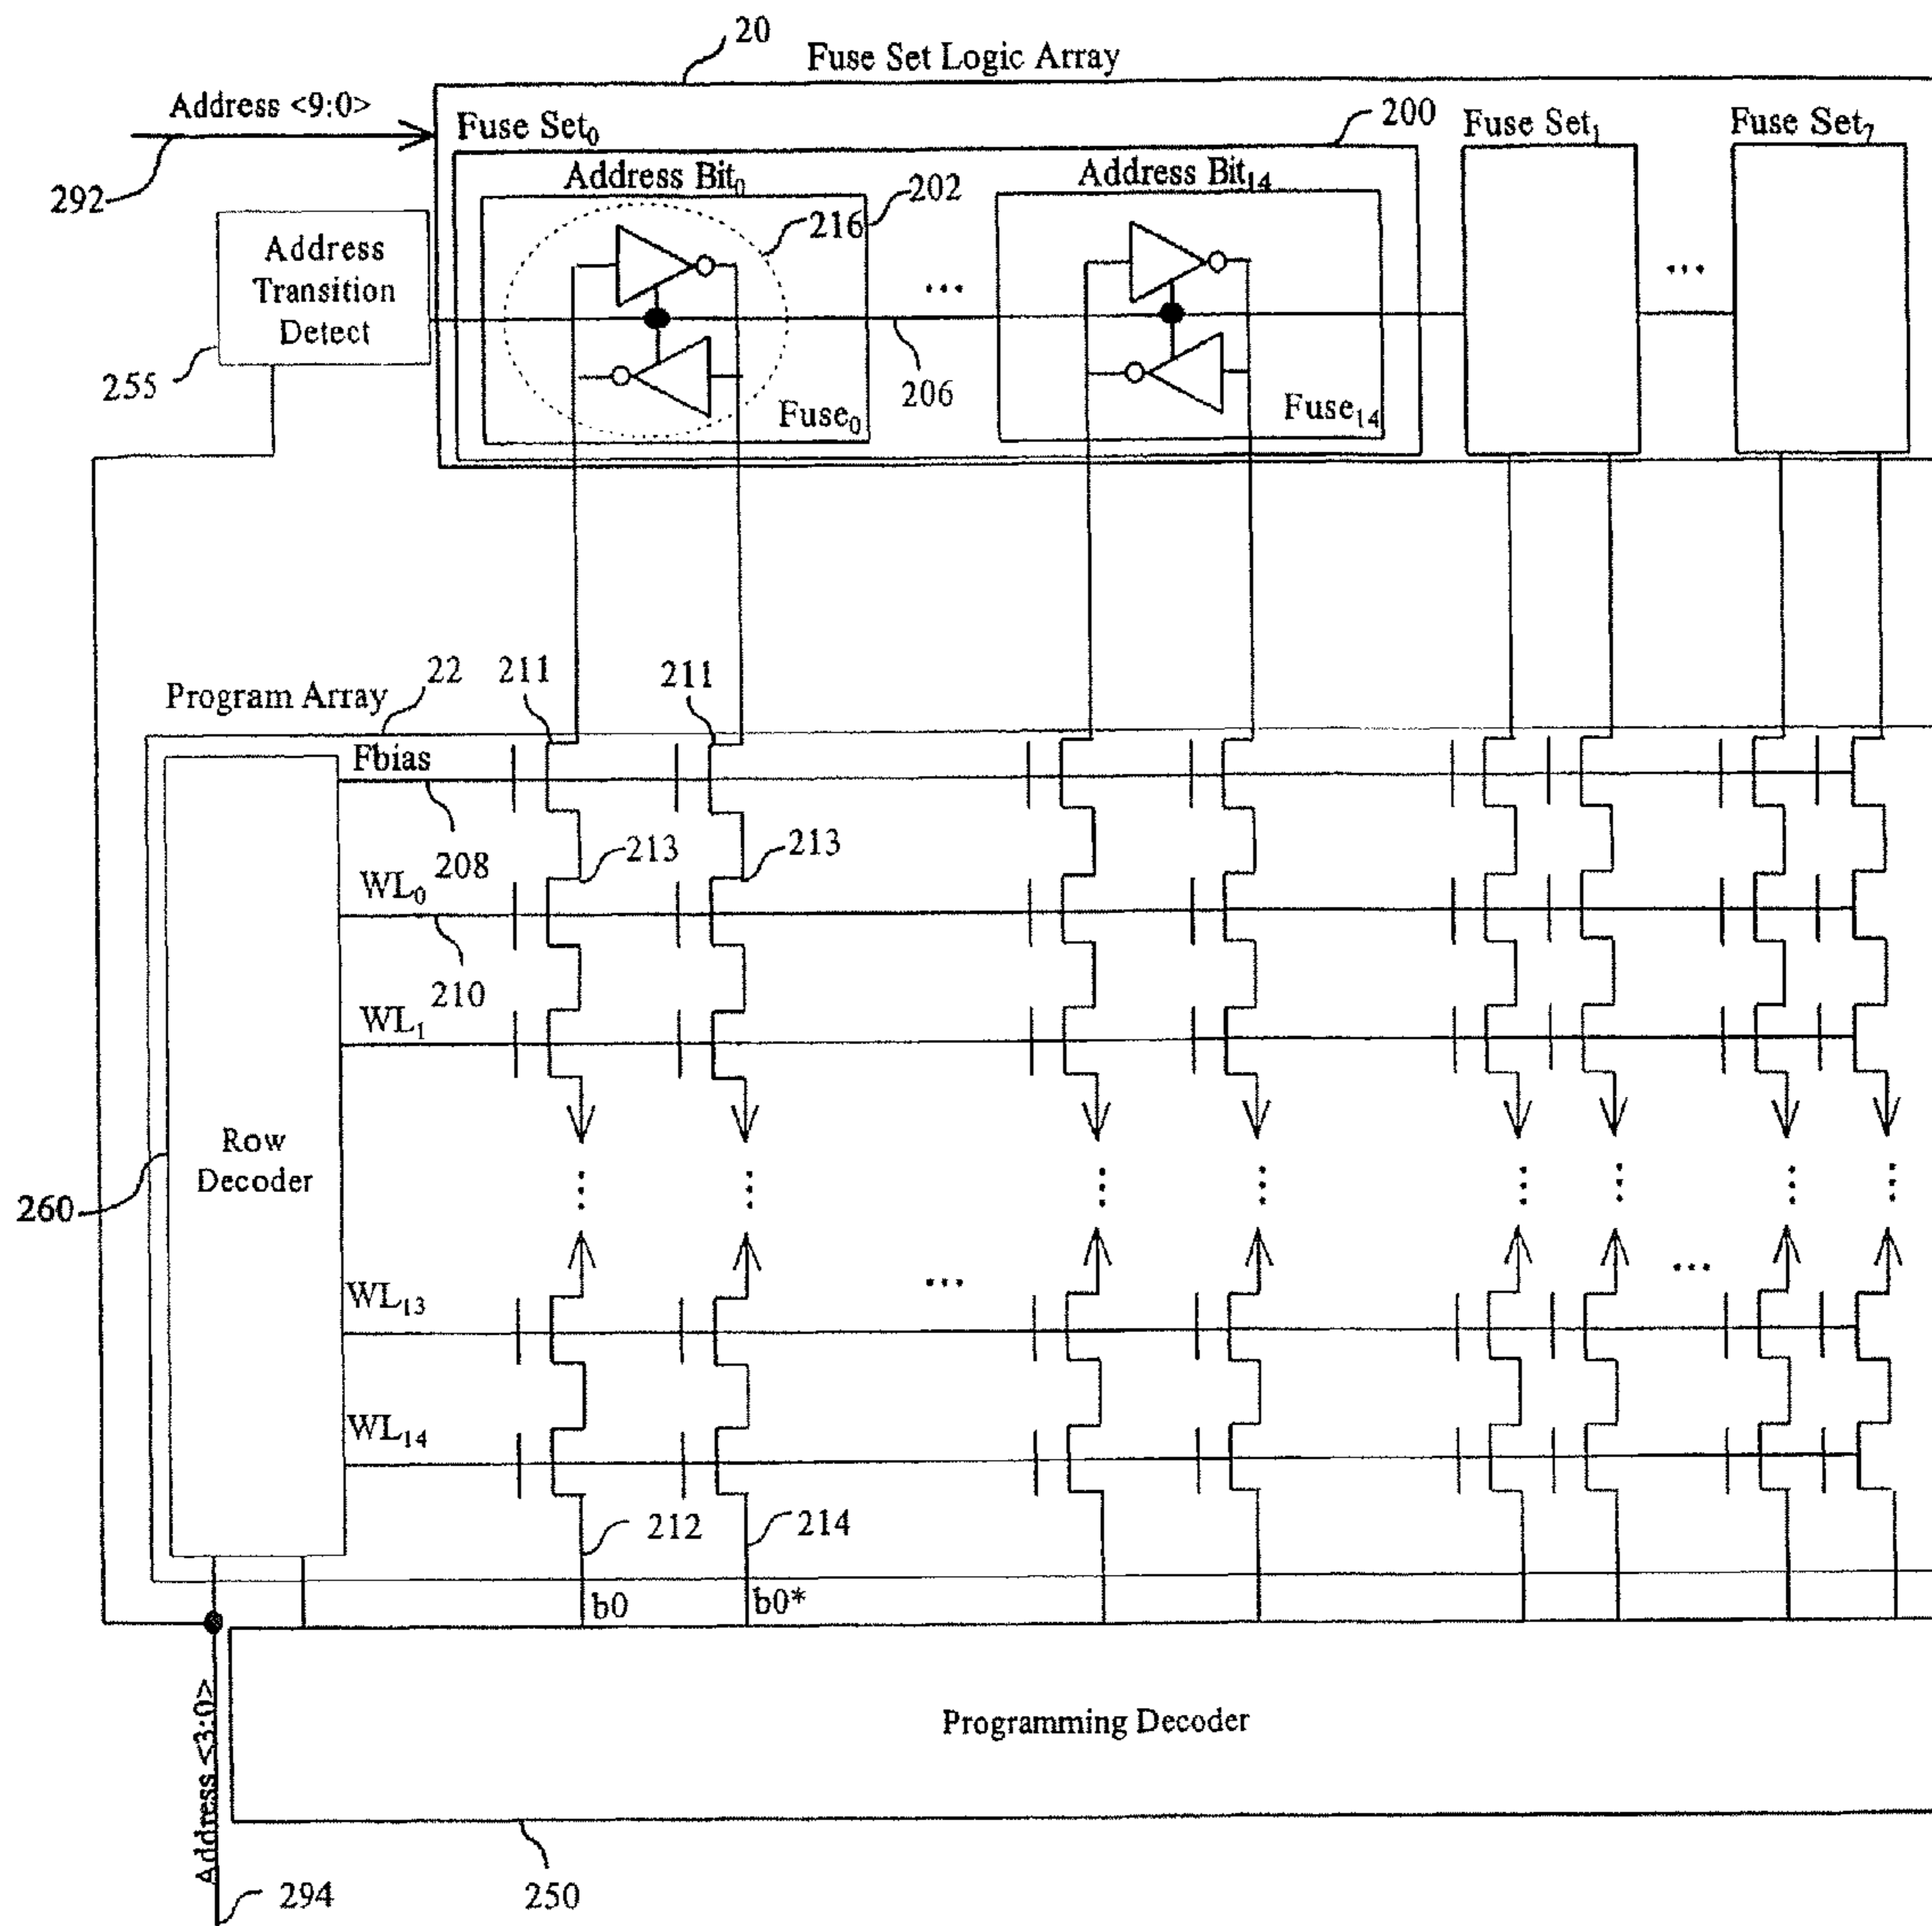 20
Fuse Set Logic Array
Address <9:0>
292
Fuse Set0
200
Fuse Set1
Fuse Set7
Address Bit0
202
Address Bit14
216
Address
Transition
Detect
...
...
255
206
Fuse0
Fuse14
Program Array
22
211
211
Fbias
208
213
213
WL0
210
WL1
Row
Decoder
260
WL13
...
...
WL14
212
214
b0
b0*
Address <3:0>
Programming Decoder
294
250